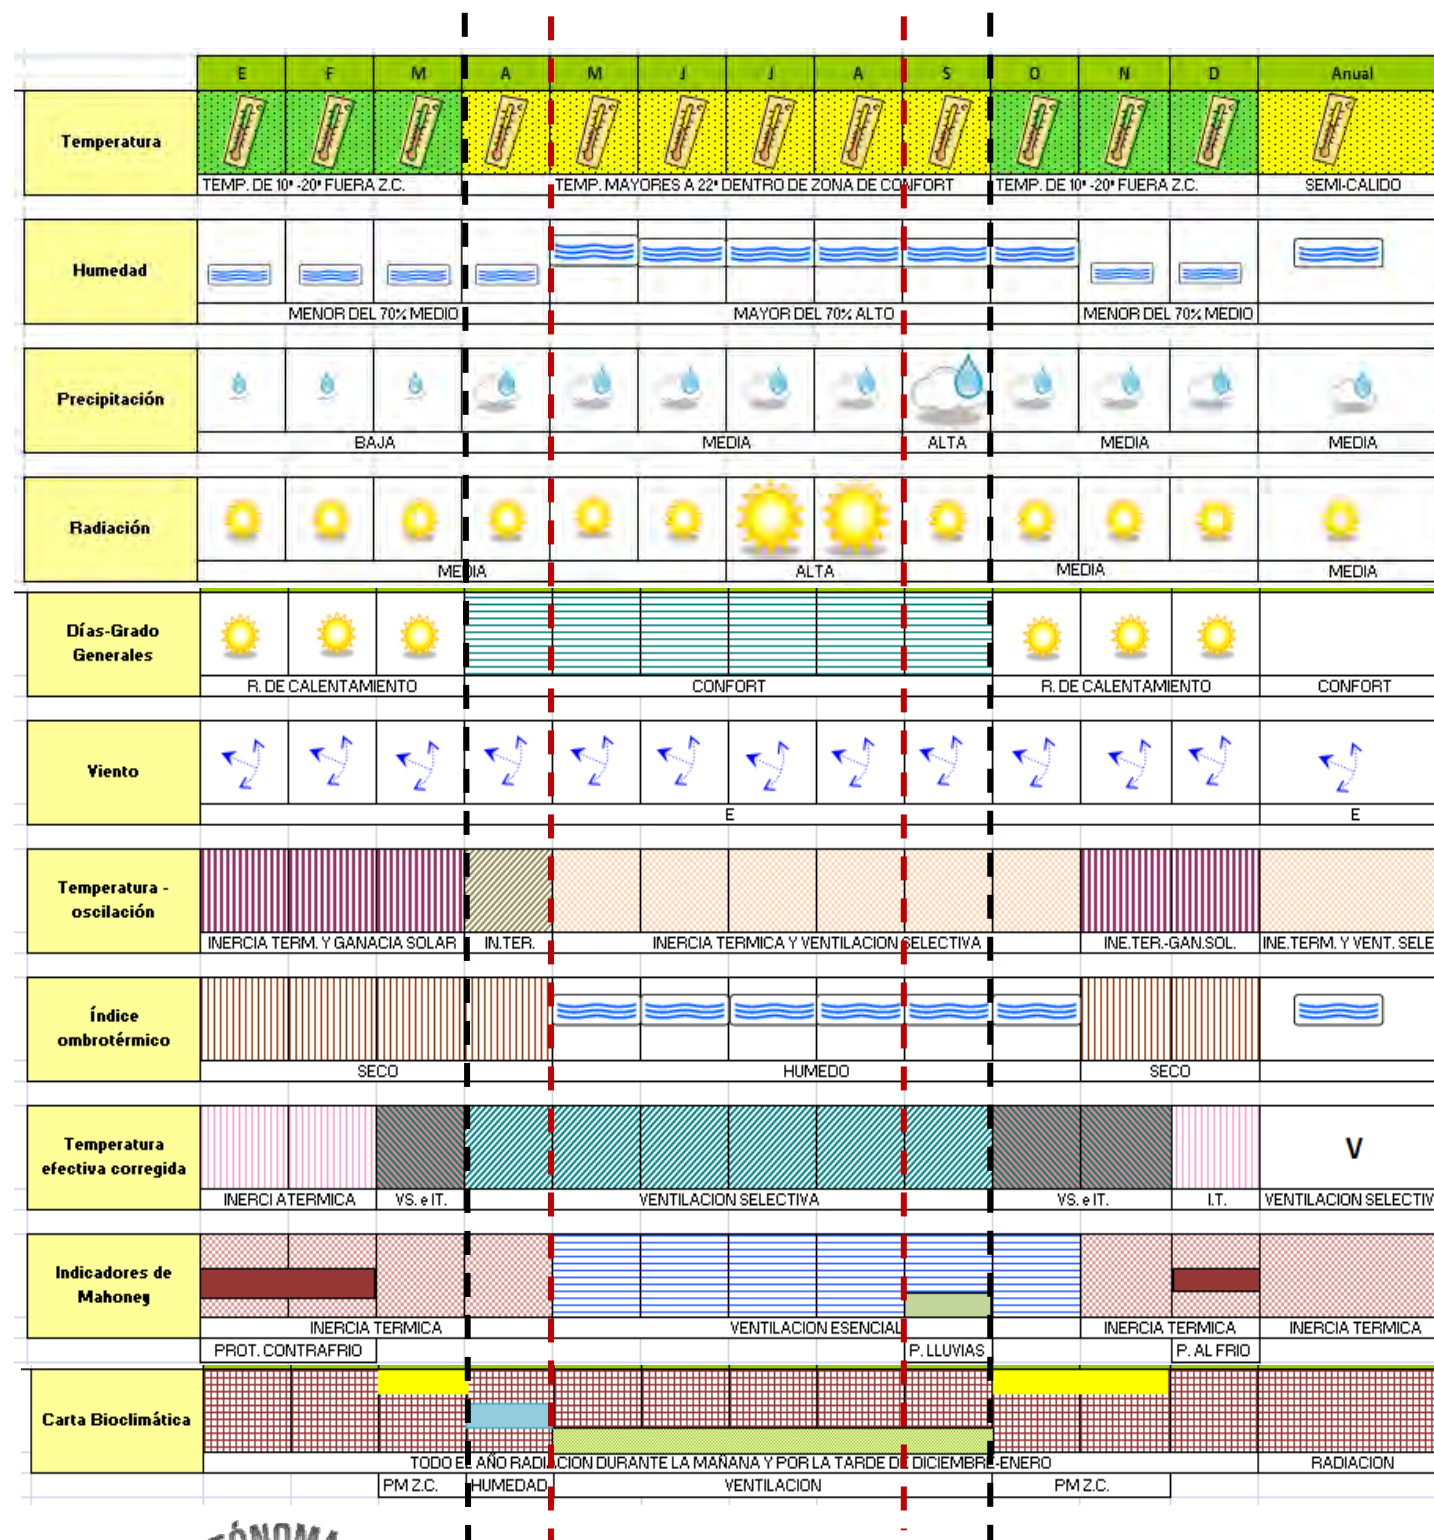 E F M A M J J A S O N D Anual
Temperatura
TEMP. DE 10° -20° FUERA Z.C. TEMP. MAYORES A 22° DENTRO DE ZONA DE CONFORT TEMP. DE 10° -20° FUERA Z.C. SEMI-CALIDO
Humedad
MENOR DEL 70% MEDIO MAYOR DEL 70% ALTO MENOR DEL 70% MEDIO
Precipitación
BAJA MEDIA ALTA MEDIA MEDIA
Radiación
MEDIA ALTA MEDIA MEDIA
Días-Grado
Generales
R. DE CALENTAMIENTO CONFORT R. DE CALENTAMIENTO CONFORT
Viento
E E
Temperatura -
oscilación
INERCIA TERM. Y GANACIA SOLAR IN.TER. INERCIA TERMICA Y VENTILACION SELECTIVA INE.TER.-GAN.SOL. INE.TERM. Y VENT. SELE
Índice
ombrotérmico
SECO HUMEDO SECO
Temperatura
efectiva corregida
V
INERCIATERMICA VS. e IT. VENTILACION SELECTIVA VS. e IT. I.T. VENTILACION SELECTIV
Indicadores de
Mahoney
INERCIA TERMICA VENTILACION ESENCIAL INERCIA TERMICA INERCIA TERMICA
PROT. CONTRAFRIO P. LLUVIAS P. AL FRIO
Carta Bioclimática
TODO EL AÑO RADIACION DURANTE LA MAÑANA Y POR LA TARDE DE DICIEMBRE-ENERO RADIACION
PM Z.C. HUMEDAD VENTILACION PM Z.C.
TÓNOMA